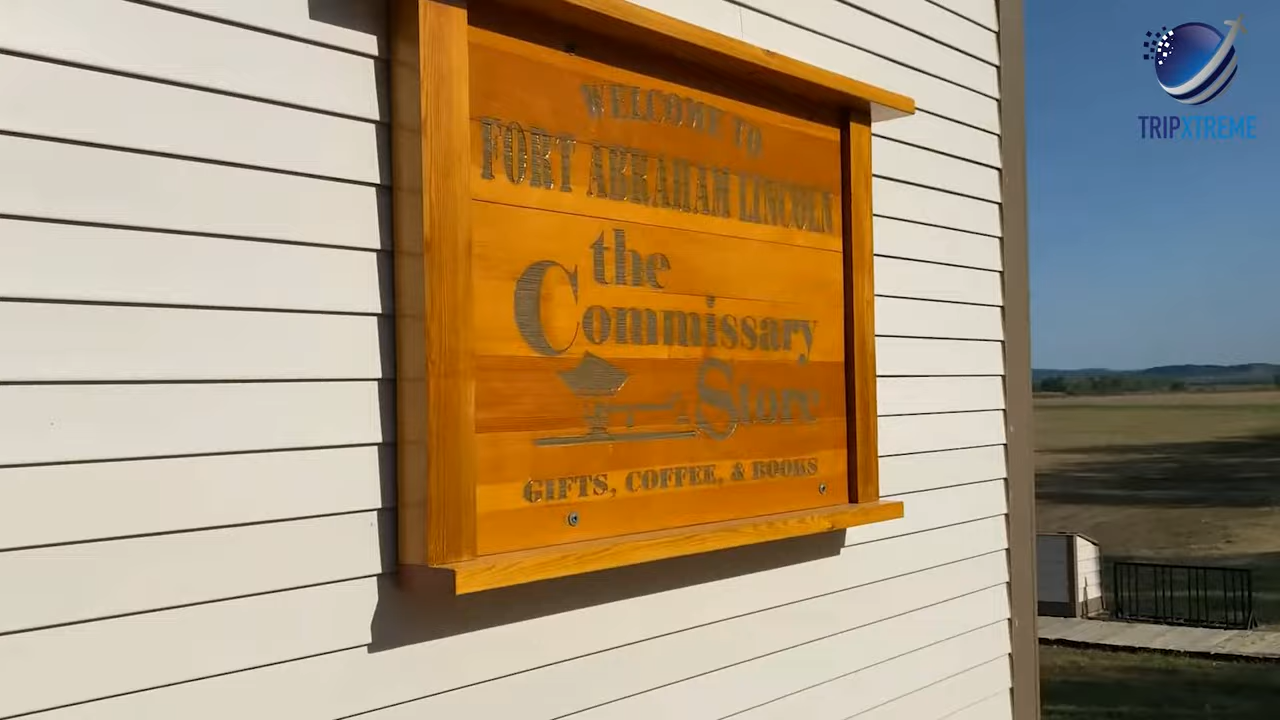 WELCOME TO
FORT ABRAHAM LINCOLN
the
Commissary
Store
GIFTS, COFFEE, & BOOKS
TRIPXTREME